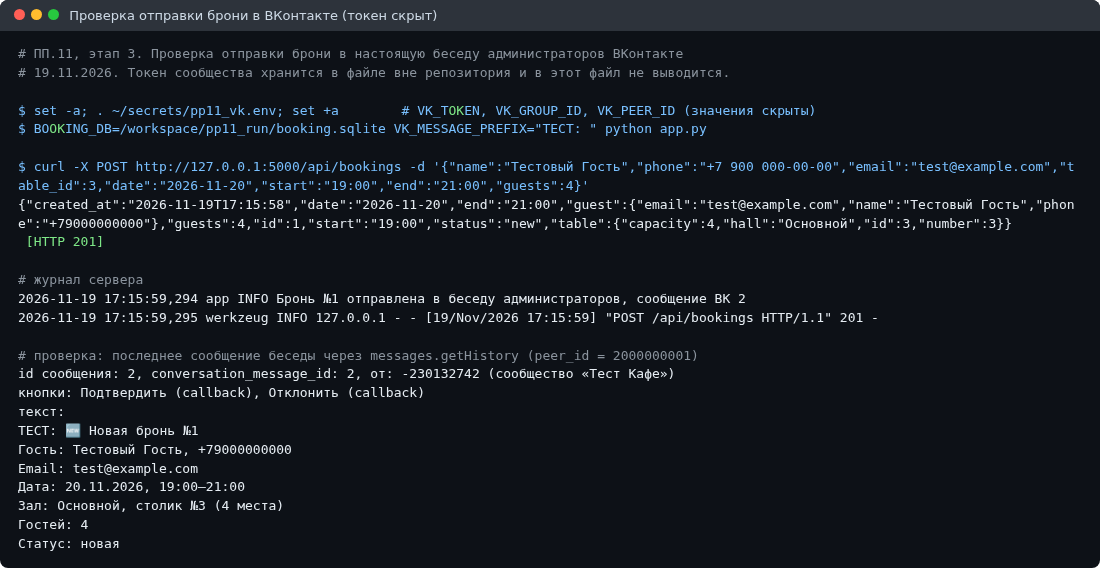 Проверка отправки брони в ВКонтакте (токен скрыт)
# ПП.11, этап 3. Проверка отправки брони в настоящую беседу администраторов ВКонтакте
# 19.11.2026. Токен сообщества хранится в файле вне репозитория и в этот файл не выводится.
$ set -a; . ~/secrets/pp11_vk.env; set +a        # VK_TOKEN, VK_GROUP_ID, VK_PEER_ID (значения скрыты)
$ BOOKING_DB=/workspace/pp11_run/booking.sqlite VK_MESSAGE_PREFIX="ТЕСТ: " python app.py
$ curl -X POST http://127.0.0.1:5000/api/bookings -d '{"name":"Тестовый Гость","phone":"+7 900 000-00-00","email":"test@example.com","t
able_id":3,"date":"2026-11-20","start":"19:00","end":"21:00","guests":4}'
{"created_at":"2026-11-19T17:15:58","date":"2026-11-20","end":"21:00","guest":{"email":"test@example.com","name":"Тестовый Гость","phon
e":"+79000000000"},"guests":4,"id":1,"start":"19:00","status":"new","table":{"capacity":4,"hall":"Основной","id":3,"number":3}}
[HTTP 201]
# журнал сервера
2026-11-19 17:15:59,294 app INFO Бронь №1 отправлена в беседу администраторов, сообщение ВК 2
2026-11-19 17:15:59,295 werkzeug INFO 127.0.0.1 - - [19/Nov/2026 17:15:59] "POST /api/bookings HTTP/1.1" 201 -
# проверка: последнее сообщение беседы через messages.getHistory (peer_id = 2000000001)
id сообщения: 2, conversation_message_id: 2, от: -230132742 (сообщество «Тест Кафе»)
кнопки: Подтвердить (callback), Отклонить (callback)
текст:
ТЕСТ: 🆕 Новая бронь №1
Гость: Тестовый Гость, +79000000000
Email: test@example.com
Дата: 20.11.2026, 19:00–21:00
Зал: Основной, столик №3 (4 места)
Гостей: 4
Статус: новая